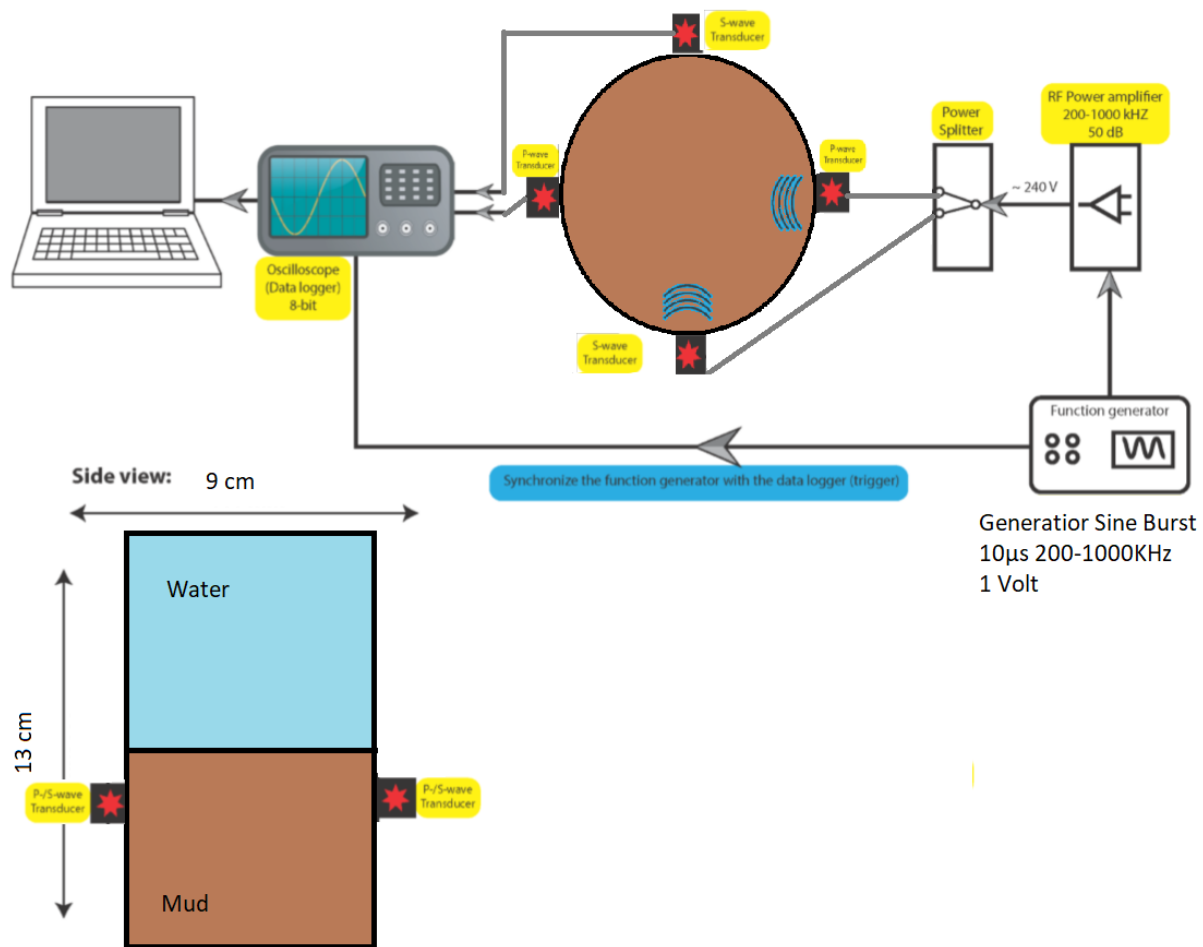 S-wave
Transducer
RF Power amplifier
200-1000 kHZ
50 dB
Power
Splitter
P-wave
Transducer
P-wave
Transducer
~ 240 V
Oscilloscope
(Data logger)
8-bit
S-wave
Transducer
Function generator
Side view:
9 cm
Synchronize the function generator with the data logger (trigger)
Generatior Sine Burst
10µs 200-1000KHz
1 Volt
Water
13 cm
P-/S-wave
Transducer
P-/S-wave
Transducer
Mud